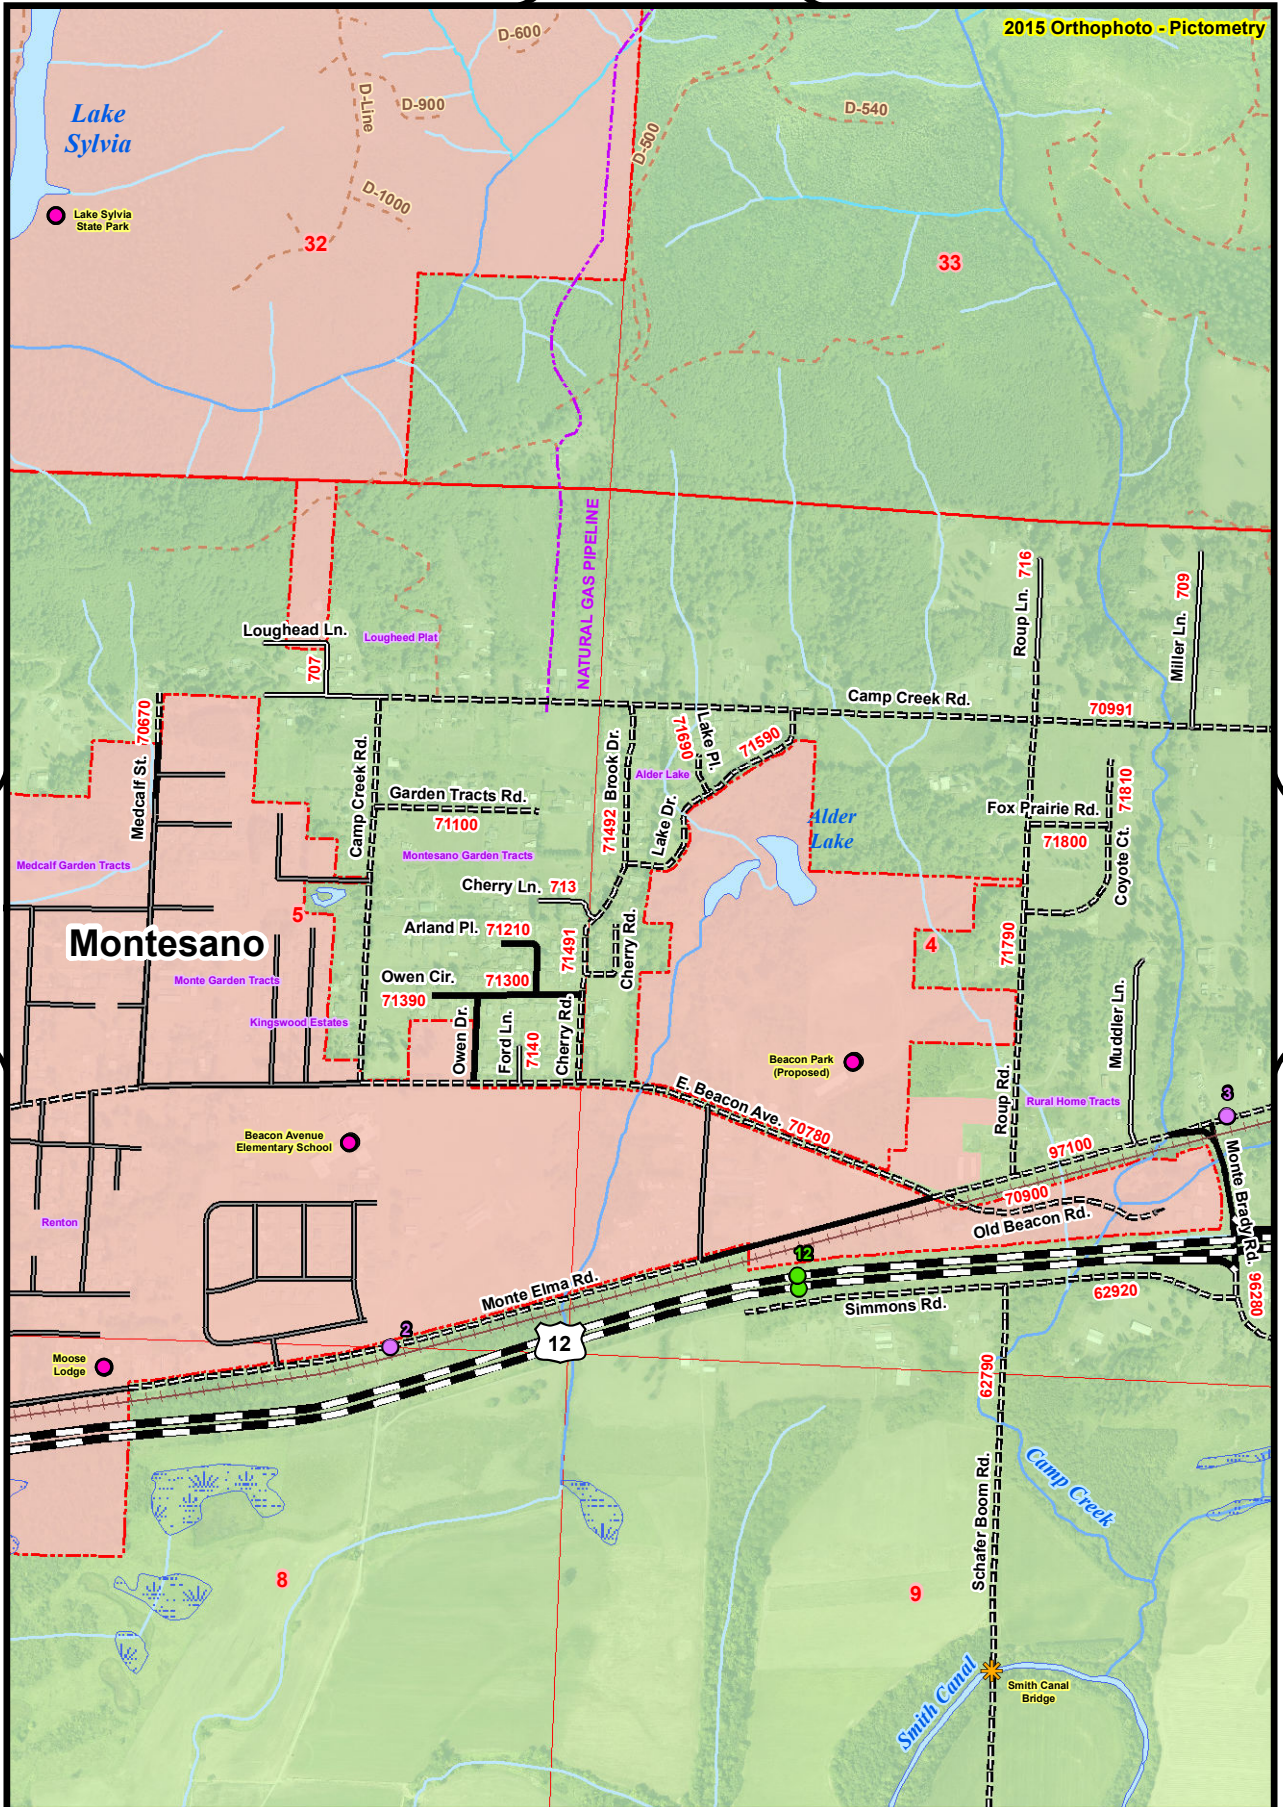 2015 Orthophoto - Pictometry
D-600
Lake
Sylvia
D-Line
D-900
D-540
D-500
D-1000
Lake Sylvia
State Park
32
33
NATURAL GAS PIPELINE
716
Roup Ln.
709
Miller Ln.
Loughead Ln.
Lougheed Plat
707
70670
Medcalf St.
Camp Creek Rd.
70991
Camp Creek Rd.
Brook Dr.
71492
71690
Lake Pl.
71590
Alder Lake
Lake Dr.
Garden Tracts Rd.
71100
Alder
Lake
Fox Prairie Rd.
71800
71810
Coyote Ct.
Medcalf Garden Tracts
Montesano Garden Tracts
Cherry Ln. 713
5
Arland Pl. 71210
71491
Cherry Rd.
Montesano
4
71790
Monte Garden Tracts
Owen Cir.
71300
71390
Kingswood Estates
Owen Dr.
Ford Ln.
7140
Cherry Rd.
Muddler Ln.
Beacon Park
(Proposed)
Roup Rd.
Rural Home Tracts
3
E. Beacon Ave. 70780
Beacon Avenue
Elementary School
97100
Monte Brady Rd.
70900
Old Beacon Rd.
Renton
12
Monte Elma Rd.
62920
96280
Simmons Rd.
2
12
Moose
Lodge
62790
Schafer Boom Rd.
Camp Creek
8
9
Smith Canal
Smith Canal
Bridge